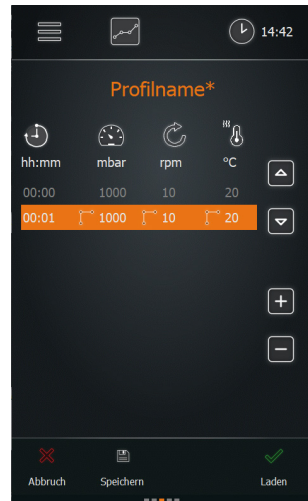 14:42
Profilname*
hh:mm mbar rpm °C
00:00 1000 10 20
00:01 1000 10 20
Abbruch Speichern Laden